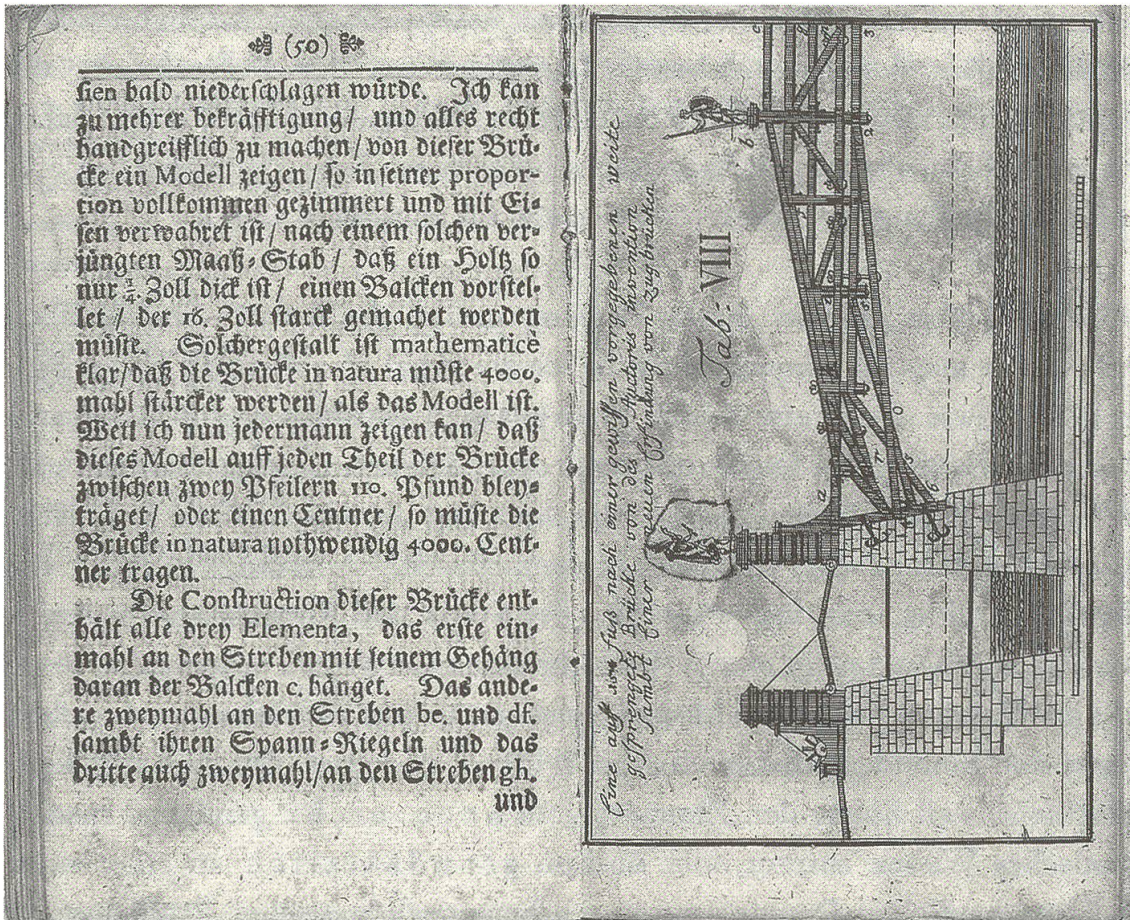 (50)
sien bald niederschlagen würde. Ich kan
zu mehrer bekräfftigung/ und alles recht
handgreifflich zu machen/ von dieser Brü-
cke ein Modell zeigen/ so in seiner propor-
tion vollkommen gezimmert und mit Ei-
sen verwahret ist/ nach einem solchen ver-
jüngten Maaß-Stab/ daß ein Holtz so
nur 1/4. Zoll dick ist/ einen Balcken vorstel-
let/ der 16. Zoll starck gemachet werden
müste. Solchergestalt ist mathematicè
klar/ daß die Brücke in natura müste 4000.
mahl stärcker werden/ als das Modell ist.
Weil ich nun jedermann zeigen kan/ daß
dieses Modell auff jeden Theil der Brücke
zwischen zwey Pfeilern 110. Pfund bley-
träget/ oder einen Centner/ so müste die
Brücke in natura nothwendig 4000. Cent-
ner tragen.
Die Construction dieser Brücke ent-
hält alle drey Elementa, das erste ein-
mahl an den Streben mit seinem Gehäng
daran der Balcken c. hänget. Das ande-
re zweymahl an den Streben be. und df.
sambt ihren Spann-Riegeln und das
dritte auch zweymahl/ an den Streben gh.
und
Eine auf Fuß nach einer gewissen vorgegebenen weite
gesprengte Brücke von des Authoris invention
sambt einer neuen Erfindung von Zugbrücken
Tab: VIII